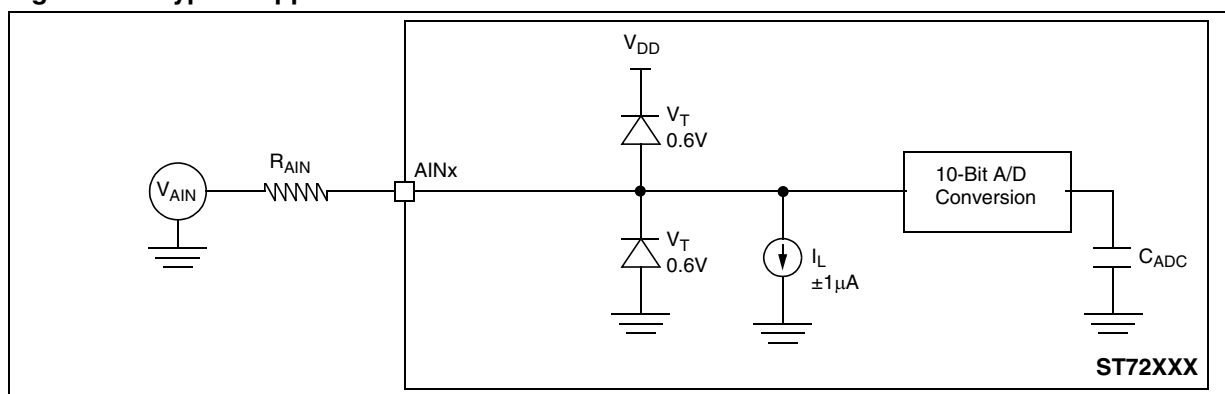 V_DD
V_T
0.6V
R_AIN
AINx
V_AIN
10-Bit A/D
Conversion
V_T
0.6V
I_L
±1μA
C_ADC
ST72XXX